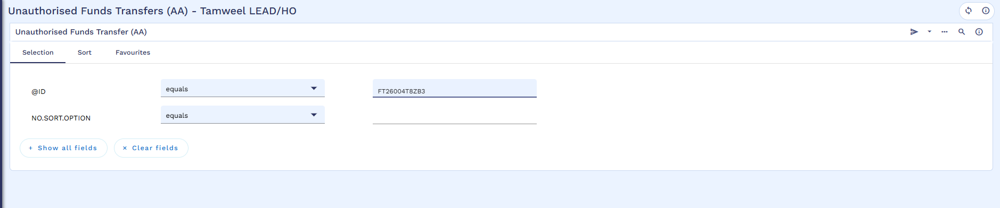 Unauthorised Funds Transfers (AA) - Tamweel LEAD/HO
Unauthorised Funds Transfer (AA)
Selection Sort Favourites
@ID equals FT26004T8ZB3
NO.SORT.OPTION equals
+ Show all fields × Clear fields